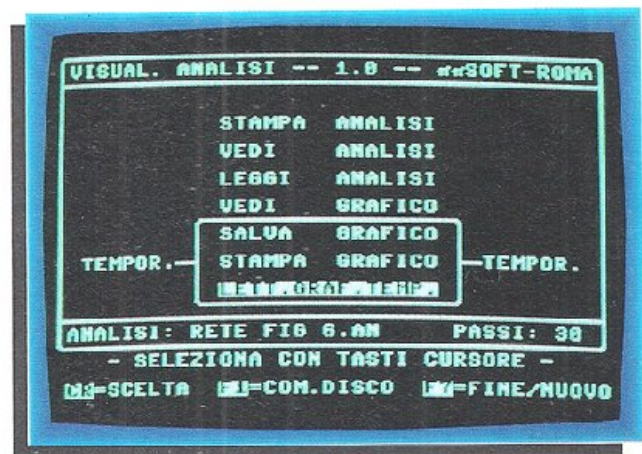 VISUAL. ANALISI -- 1.0 -- ππSOFT-ROMA
STAMPA ANALISI
VEDI ANALISI
LEGGI ANALISI
VEDI GRAFICO
SALVA GRAFICO
TEMPOR. STAMPA GRAFICO TEMPOR.
LETT.GRAF.TEMP.
ANALISI: RETE FIG 6.AN PASSI: 30
- SELEZIONA CON TASTI CURSORE -
=SCELTA =COM.DISCO =FINE/NUOVO